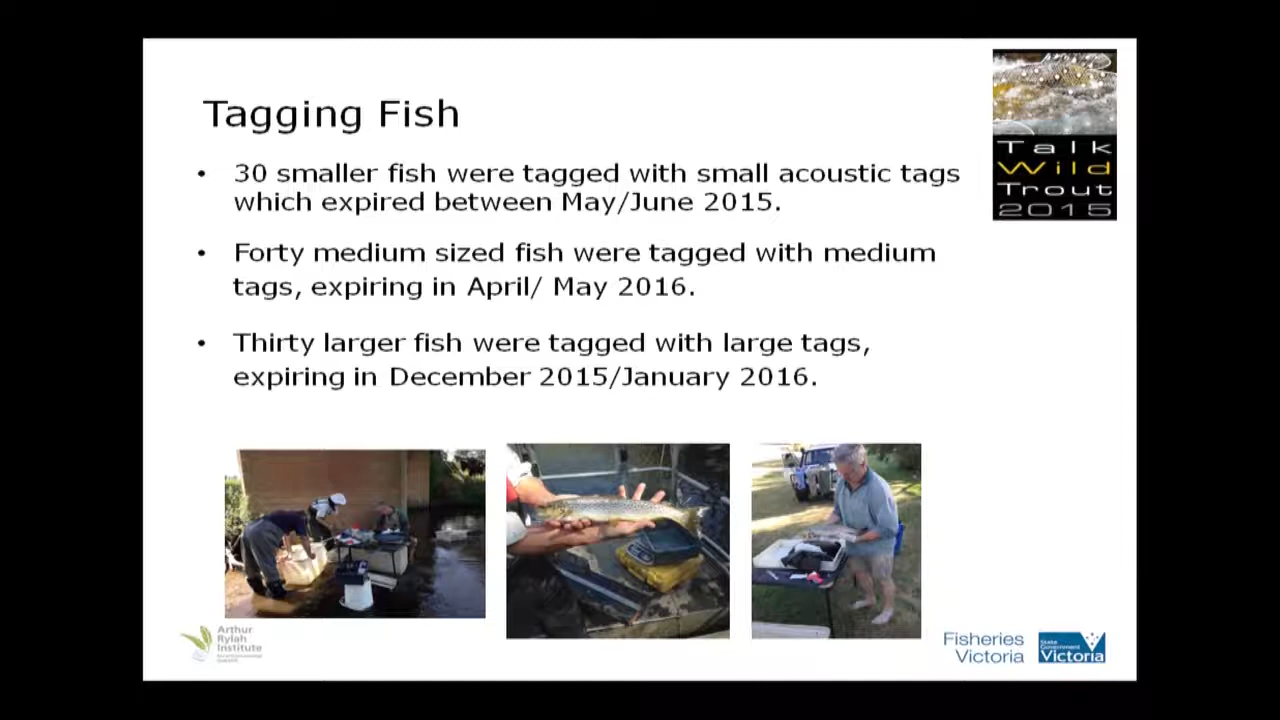 Tagging Fish
Talk
Wild
Trout
2015
• 30 smaller fish were tagged with small acoustic tags
which expired between May/June 2015.
• Forty medium sized fish were tagged with medium
tags, expiring in April/ May 2016.
• Thirty larger fish were tagged with large tags,
expiring in December 2015/January 2016.
Arthur
Rylah
Institute
Fisheries
Victoria
State
Government
Victoria